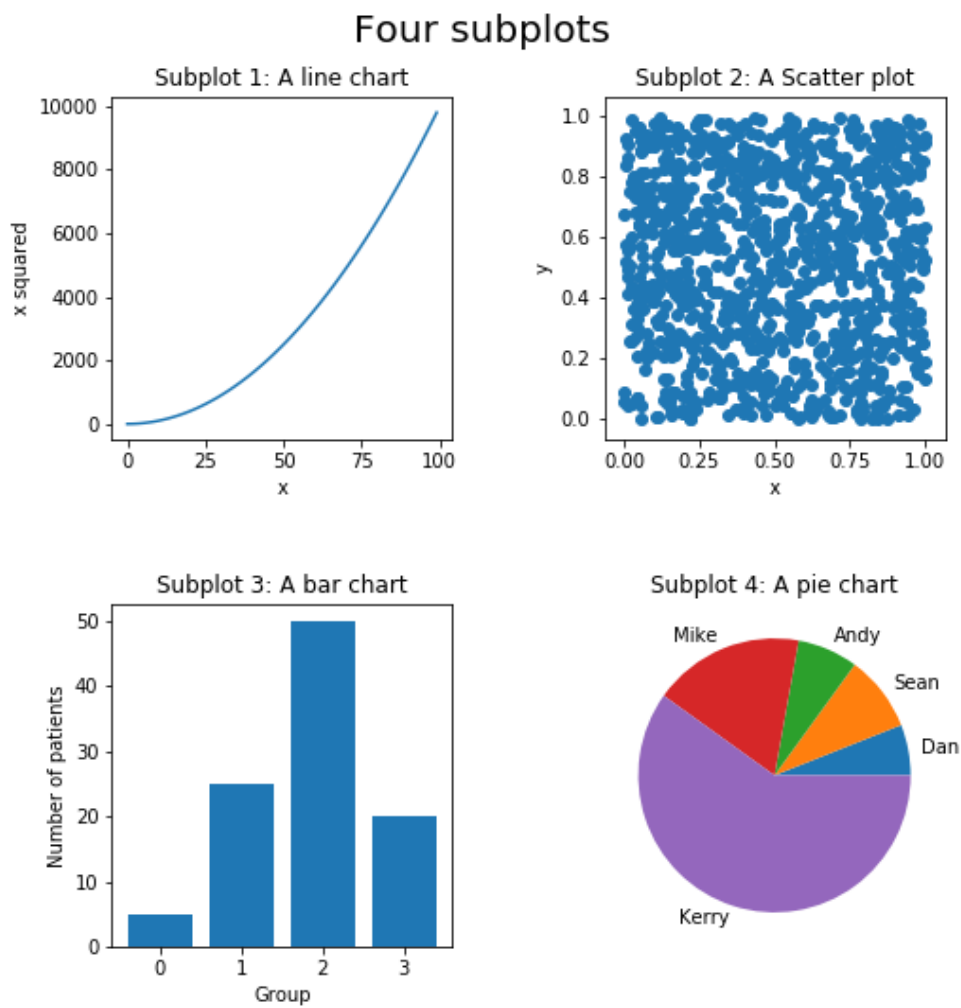 Four subplots
Subplot 1: A line chart
10000
8000
6000
4000
2000
0
x squared
0 25 50 75 100
x
Subplot 2: A Scatter plot
1.0
0.8
0.6
0.4
0.2
0.0
y
0.00 0.25 0.50 0.75 1.00
x
Subplot 3: A bar chart
50
40
30
20
10
0
Number of patients
0 1 2 3
Group
Subplot 4: A pie chart
Mike
Andy
Sean
Dan
Kerry